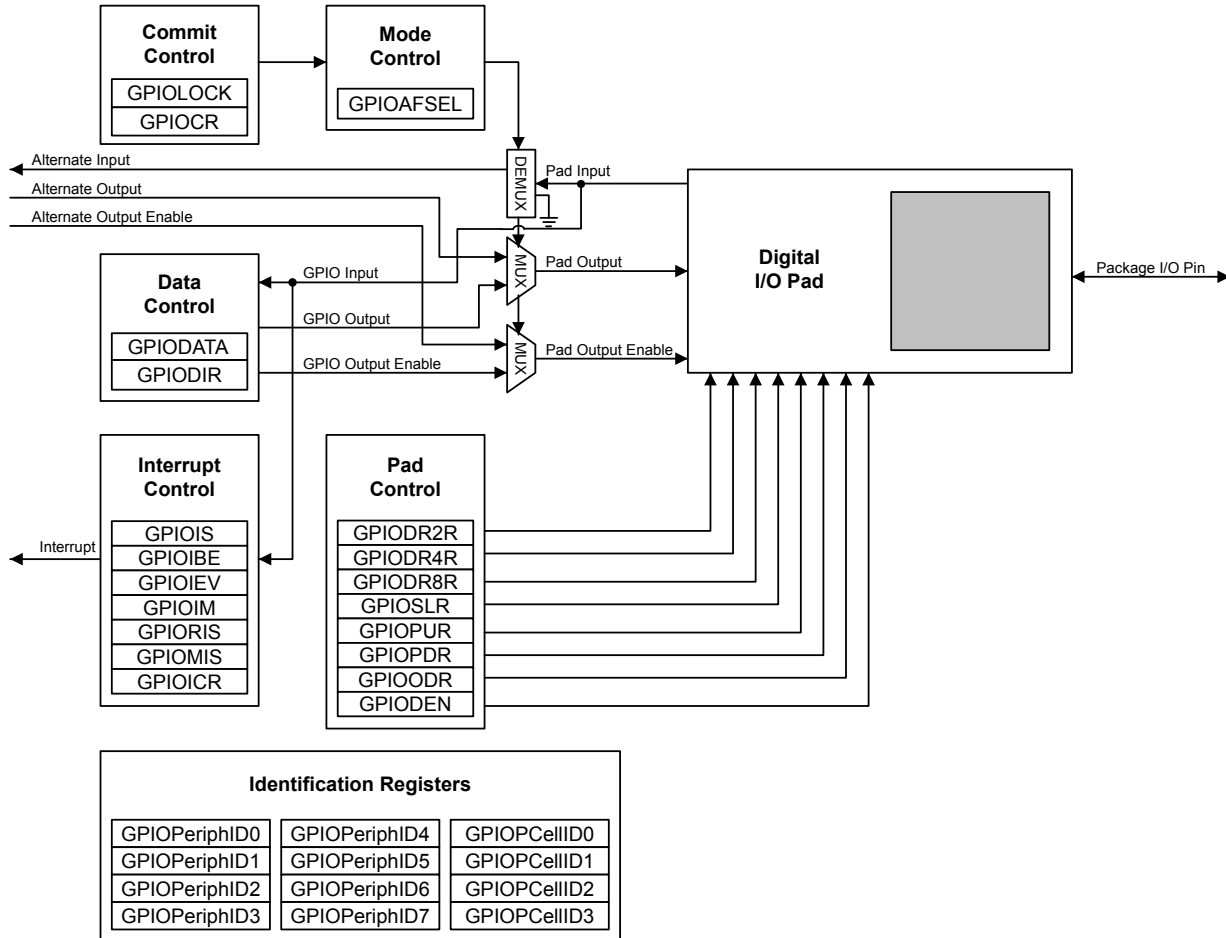 Commit
Control
GPIOLOCK
GPIOCR
Mode
Control
GPIOAFSEL
Alternate Input
Alternate Output
Alternate Output Enable
DEMUX
Pad Input
MUX
Pad Output
MUX
Pad Output Enable
Digital
I/O Pad
Package I/O Pin
Data
Control
GPIODATA
GPIODIR
GPIO Input
GPIO Output
GPIO Output Enable
Interrupt
Control
GPIOIS
GPIOIBE
GPIOIEV
GPIOIM
GPIORIS
GPIOMIS
GPIOICR
Interrupt
Pad
Control
GPIODR2R
GPIODR4R
GPIODR8R
GPIOSLR
GPIOPUR
GPIOPDR
GPIOODR
GPIODEN
Identification Registers
GPIOPeriphID0
GPIOPeriphID1
GPIOPeriphID2
GPIOPeriphID3
GPIOPeriphID4
GPIOPeriphID5
GPIOPeriphID6
GPIOPeriphID7
GPIOPCellID0
GPIOPCellID1
GPIOPCellID2
GPIOPCellID3